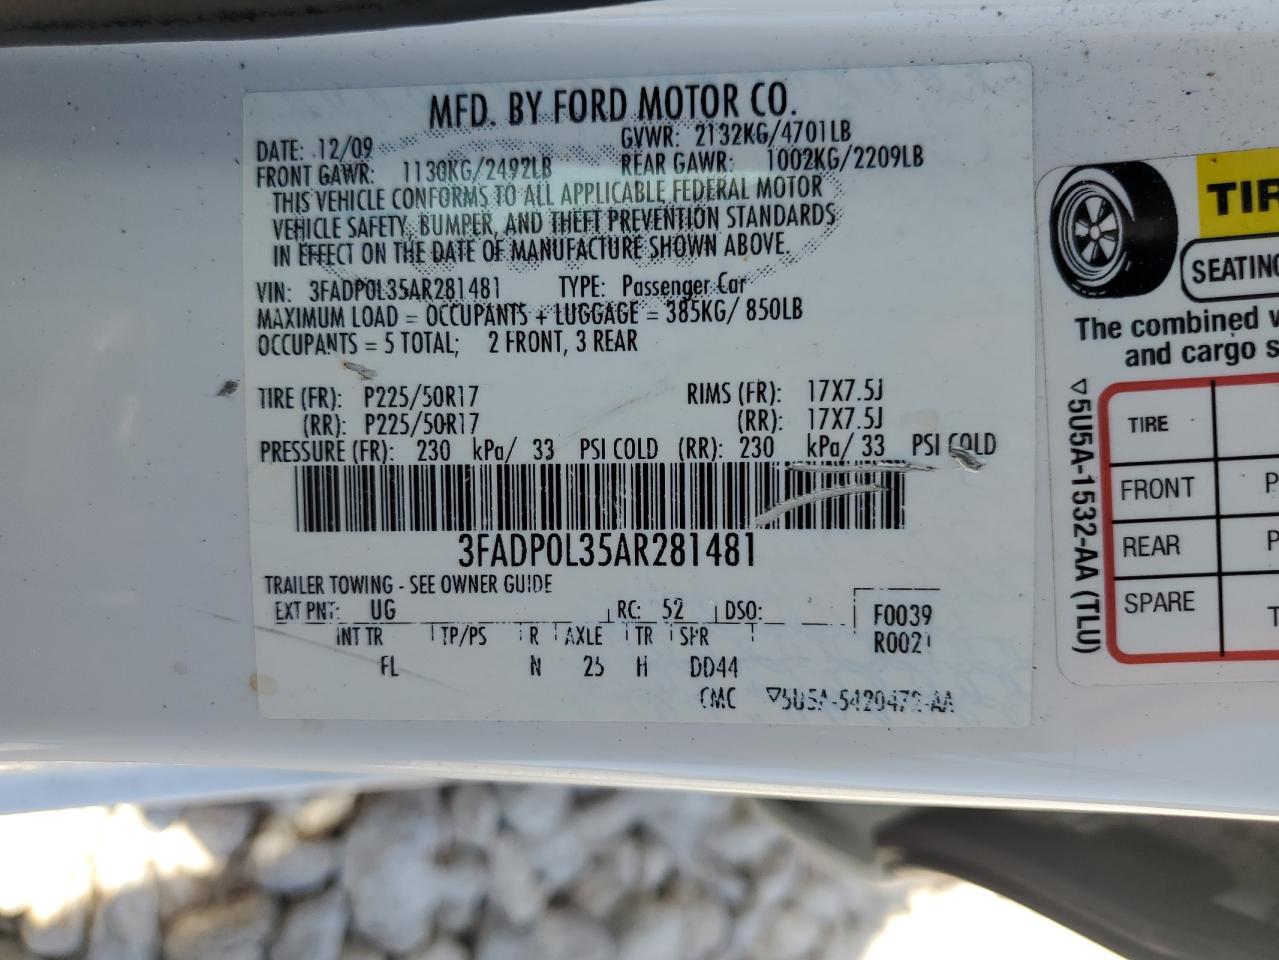 MFD. BY FORD MOTOR CO.
DATE: 12/09 GVWR: 2132KG/4701LB
FRONT GAWR: 1130KG/2492LB REAR GAWR: 1002KG/2209LB
THIS VEHICLE CONFORMS TO ALL APPLICABLE FEDERAL MOTOR
VEHICLE SAFETY, BUMPER, AND THEFT PREVENTION STANDARDS
IN EFFECT ON THE DATE OF MANUFACTURE SHOWN ABOVE.
VIN: 3FADP0L35AR281481 TYPE: Passenger Car
MAXIMUM LOAD = OCCUPANTS + LUGGAGE = 385KG/ 850LB
OCCUPANTS = 5 TOTAL; 2 FRONT, 3 REAR
TIRE (FR): P225/50R17 RIMS (FR): 17X7.5J
(RR): P225/50R17 (RR): 17X7.5J
PRESSURE (FR): 230 kPa/ 33 PSI COLD (RR): 230 kPa/ 33 PSI COLD
3FADP0L35AR281481
TRAILER TOWING - SEE OWNER GUIDE
EXT PNT: UG RC: 52 DSO: F0039
INT TR TP/PS R AXLE TR SPR R0021
FL N 25 H DD44
CMC ▽5U5A-5420472-AA
TIR
SEATING
The combined
and cargo s
TIRE
FRONT P
REAR P
SPARE T
▽5U5A-1532-AA (TLU)